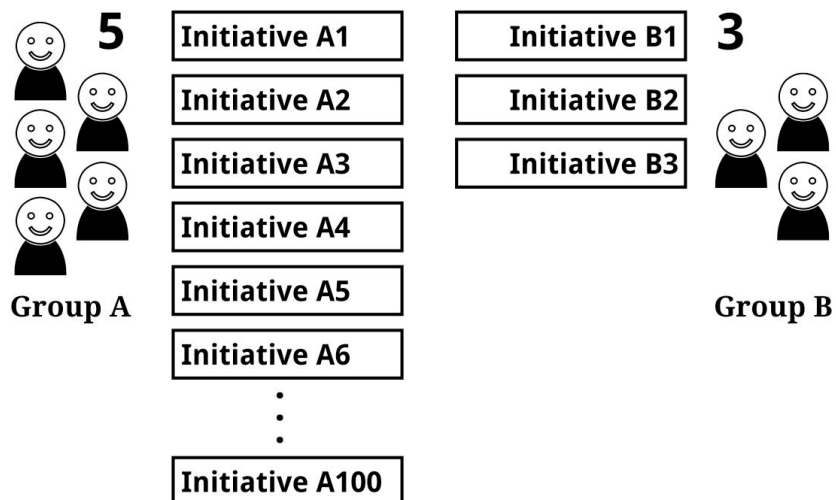 5
Initiative A1
Initiative A2
Initiative A3
Initiative A4
Initiative A5
Initiative A6
Initiative A100
Group A
Initiative B1
Initiative B2
Initiative B3
3
Group B